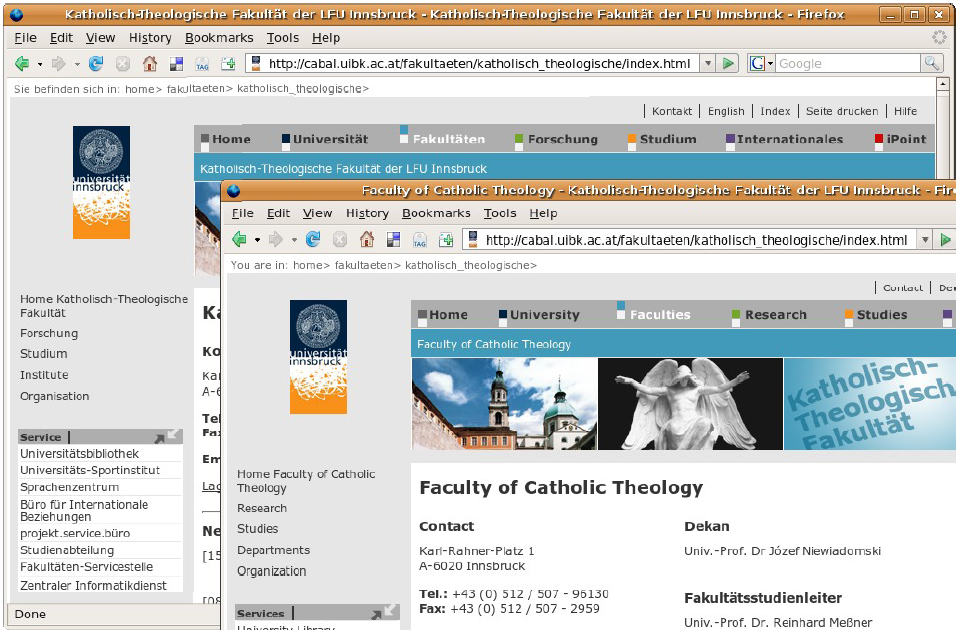 Katholisch-Theologische Fakultät der LFU Innsbruck - Katholisch-Theologische Fakultät der LFU Innsbruck - Firefox
File Edit View History Bookmarks Tools Help
TAG http://cabal.uibk.ac.at/fakultaeten/katholisch_theologische/index.html G Google
Sie befinden sich in: home> fakultaeten> katholisch_theologische>
Kontakt | English | Index | Seite drucken | Hilfe
Home Universität Fakultäten Forschung Studium Internationales iPoint
universität
innsbruck
Katholisch-Theologische Fakultät der LFU Innsbruck
Home Katholisch-Theologische
Fakultät
Forschung
Studium
Institute
Organisation
Service
Universitätsbibliothek
Universitäts-Sportinstitut
Sprachenzentrum
Büro für Internationale
Beziehungen
projekt.service.büro
Studienabteilung
Fakultäten-Servicestelle
Zentraler Informatikdienst
Done
Ka
Ko
Kar
A-6
Tel
Fax
Em
Lag
Ne
[15
[08
Faculty of Catholic Theology - Katholisch-Theologische Fakultät der LFU Innsbruck - Fire
File Edit View History Bookmarks Tools Help
TAG http://cabal.uibk.ac.at/fakultaeten/katholisch_theologische/index.html
You are in: home> fakultaeten> katholisch_theologische>
Contact | De
Home University Faculties Research Studies
universität
innsbruck
Faculty of Catholic Theology
Katholisch-
Theologisch
Fakultät
Home Faculty of Catholic
Theology
Research
Studies
Departments
Organization
Services
University Library
Faculty of Catholic Theology
Contact
Karl-Rahner-Platz 1
A-6020 Innsbruck
Tel.: +43 (0) 512 / 507 - 96130
Fax: +43 (0) 512 / 507 - 2959
Dekan
Univ.-Prof. Dr Józef Niewiadomski
Fakultätsstudienleiter
Univ.-Prof. Dr. Reinhard Meßner